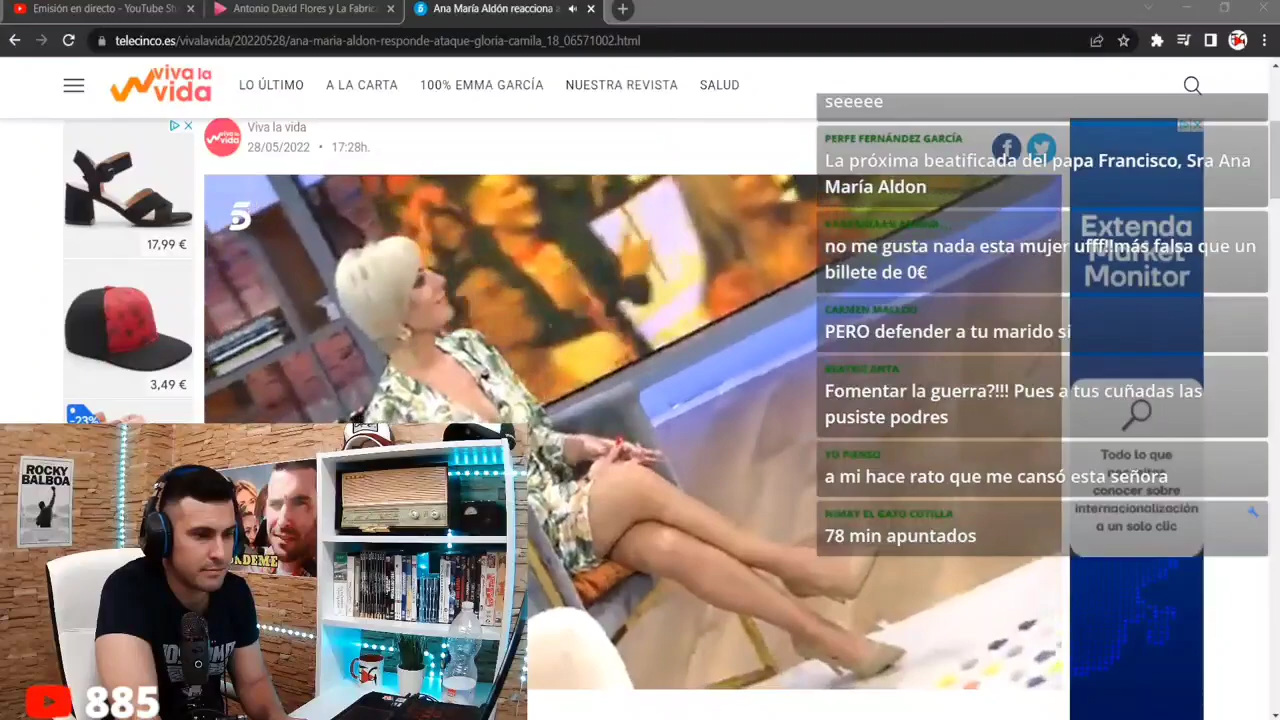 Emisión en directo - YouTube St
Antonio David Flores y La Fabric
Ana María Aldón reacciona a
telecinco.es/vivalavida/20220528/ana-maria-aldon-responde-ataque-gloria-camila_18_06571002.html
viva la vida
LO ÚLTIMO
A LA CARTA
100% EMMA GARCÍA
NUESTRA REVISTA
SALUD
Viva la vida
28/05/2022 • 17:28h.
17,99 €
3,49 €
-23%
5
seeeee
PERFE FERNÁNDEZ GARCÍA
La próxima beatificada del papa Francisco, Sra Ana
María Aldon
no me gusta nada esta mujer ufff!!más falsa que un
billete de 0€
CARMEN MALLOU
PERO defender a tu marido si
BEATRIZ ANTA
Fomentar la guerra?!!! Pues a tus cuñadas las
pusiste podres
YO PIENSO
a mi hace rato que me cansó esta señora
NIMAY EL GATO COTILLA
78 min apuntados
Extenda
Market
Monitor
Todo lo que
conocer sobre
internacionalización
a un solo clic
ROCKY
BALBOA
885